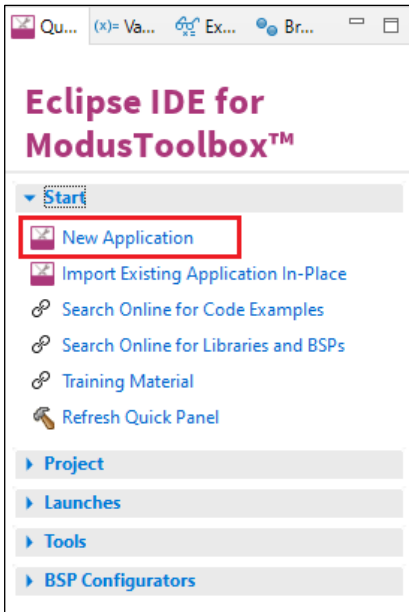 Qu... (x)= Va... Ex... Br...
Eclipse IDE for
ModusToolbox™
Start
New Application
Import Existing Application In-Place
Search Online for Code Examples
Search Online for Libraries and BSPs
Training Material
Refresh Quick Panel
Project
Launches
Tools
BSP Configurators